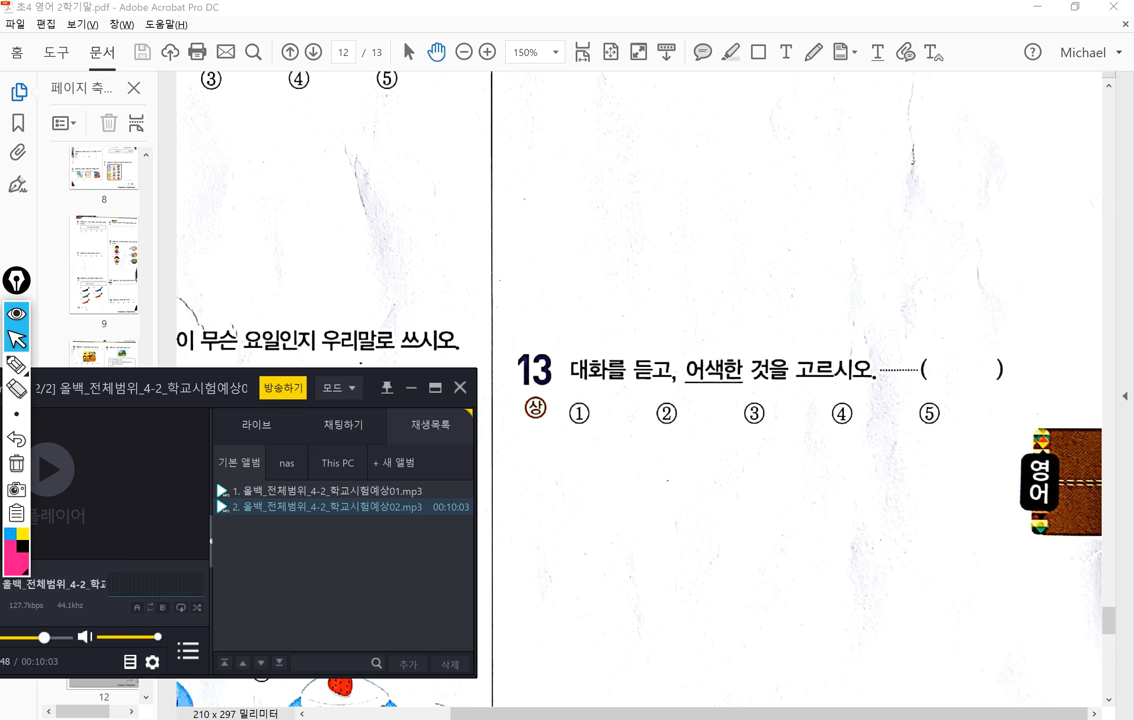 초4 영어 2학기말.pdf - Adobe Acrobat Pro DC
파일 편집 보기(V) 창(W) 도움말(H)
홈 도구 문서 12 / 13 150% Michael
③ ④ ⑤
페이지 축...
8
9
이 무슨 요일인지 우리말로 쓰시오.
13 대화를 듣고, 어색한 것을 고르시오. ( )
상 ① ② ③ ④ ⑤
영어
2/2] 올백_전체범위_4-2_학교시험예상0 방송하기 모드
라이브 채팅하기 재생목록
기본 앨범 nas This PC + 새 앨범
1. 올백_전체범위_4-2_학교시험예상01.mp3
2. 올백_전체범위_4-2_학교시험예상02.mp3 00:10:03
플레이어
올백_전체범위_4-2_학교
127.7kbps 44.1khz
A B
48 / 00:10:03
추가 삭제
12
210 x 297 밀리미터